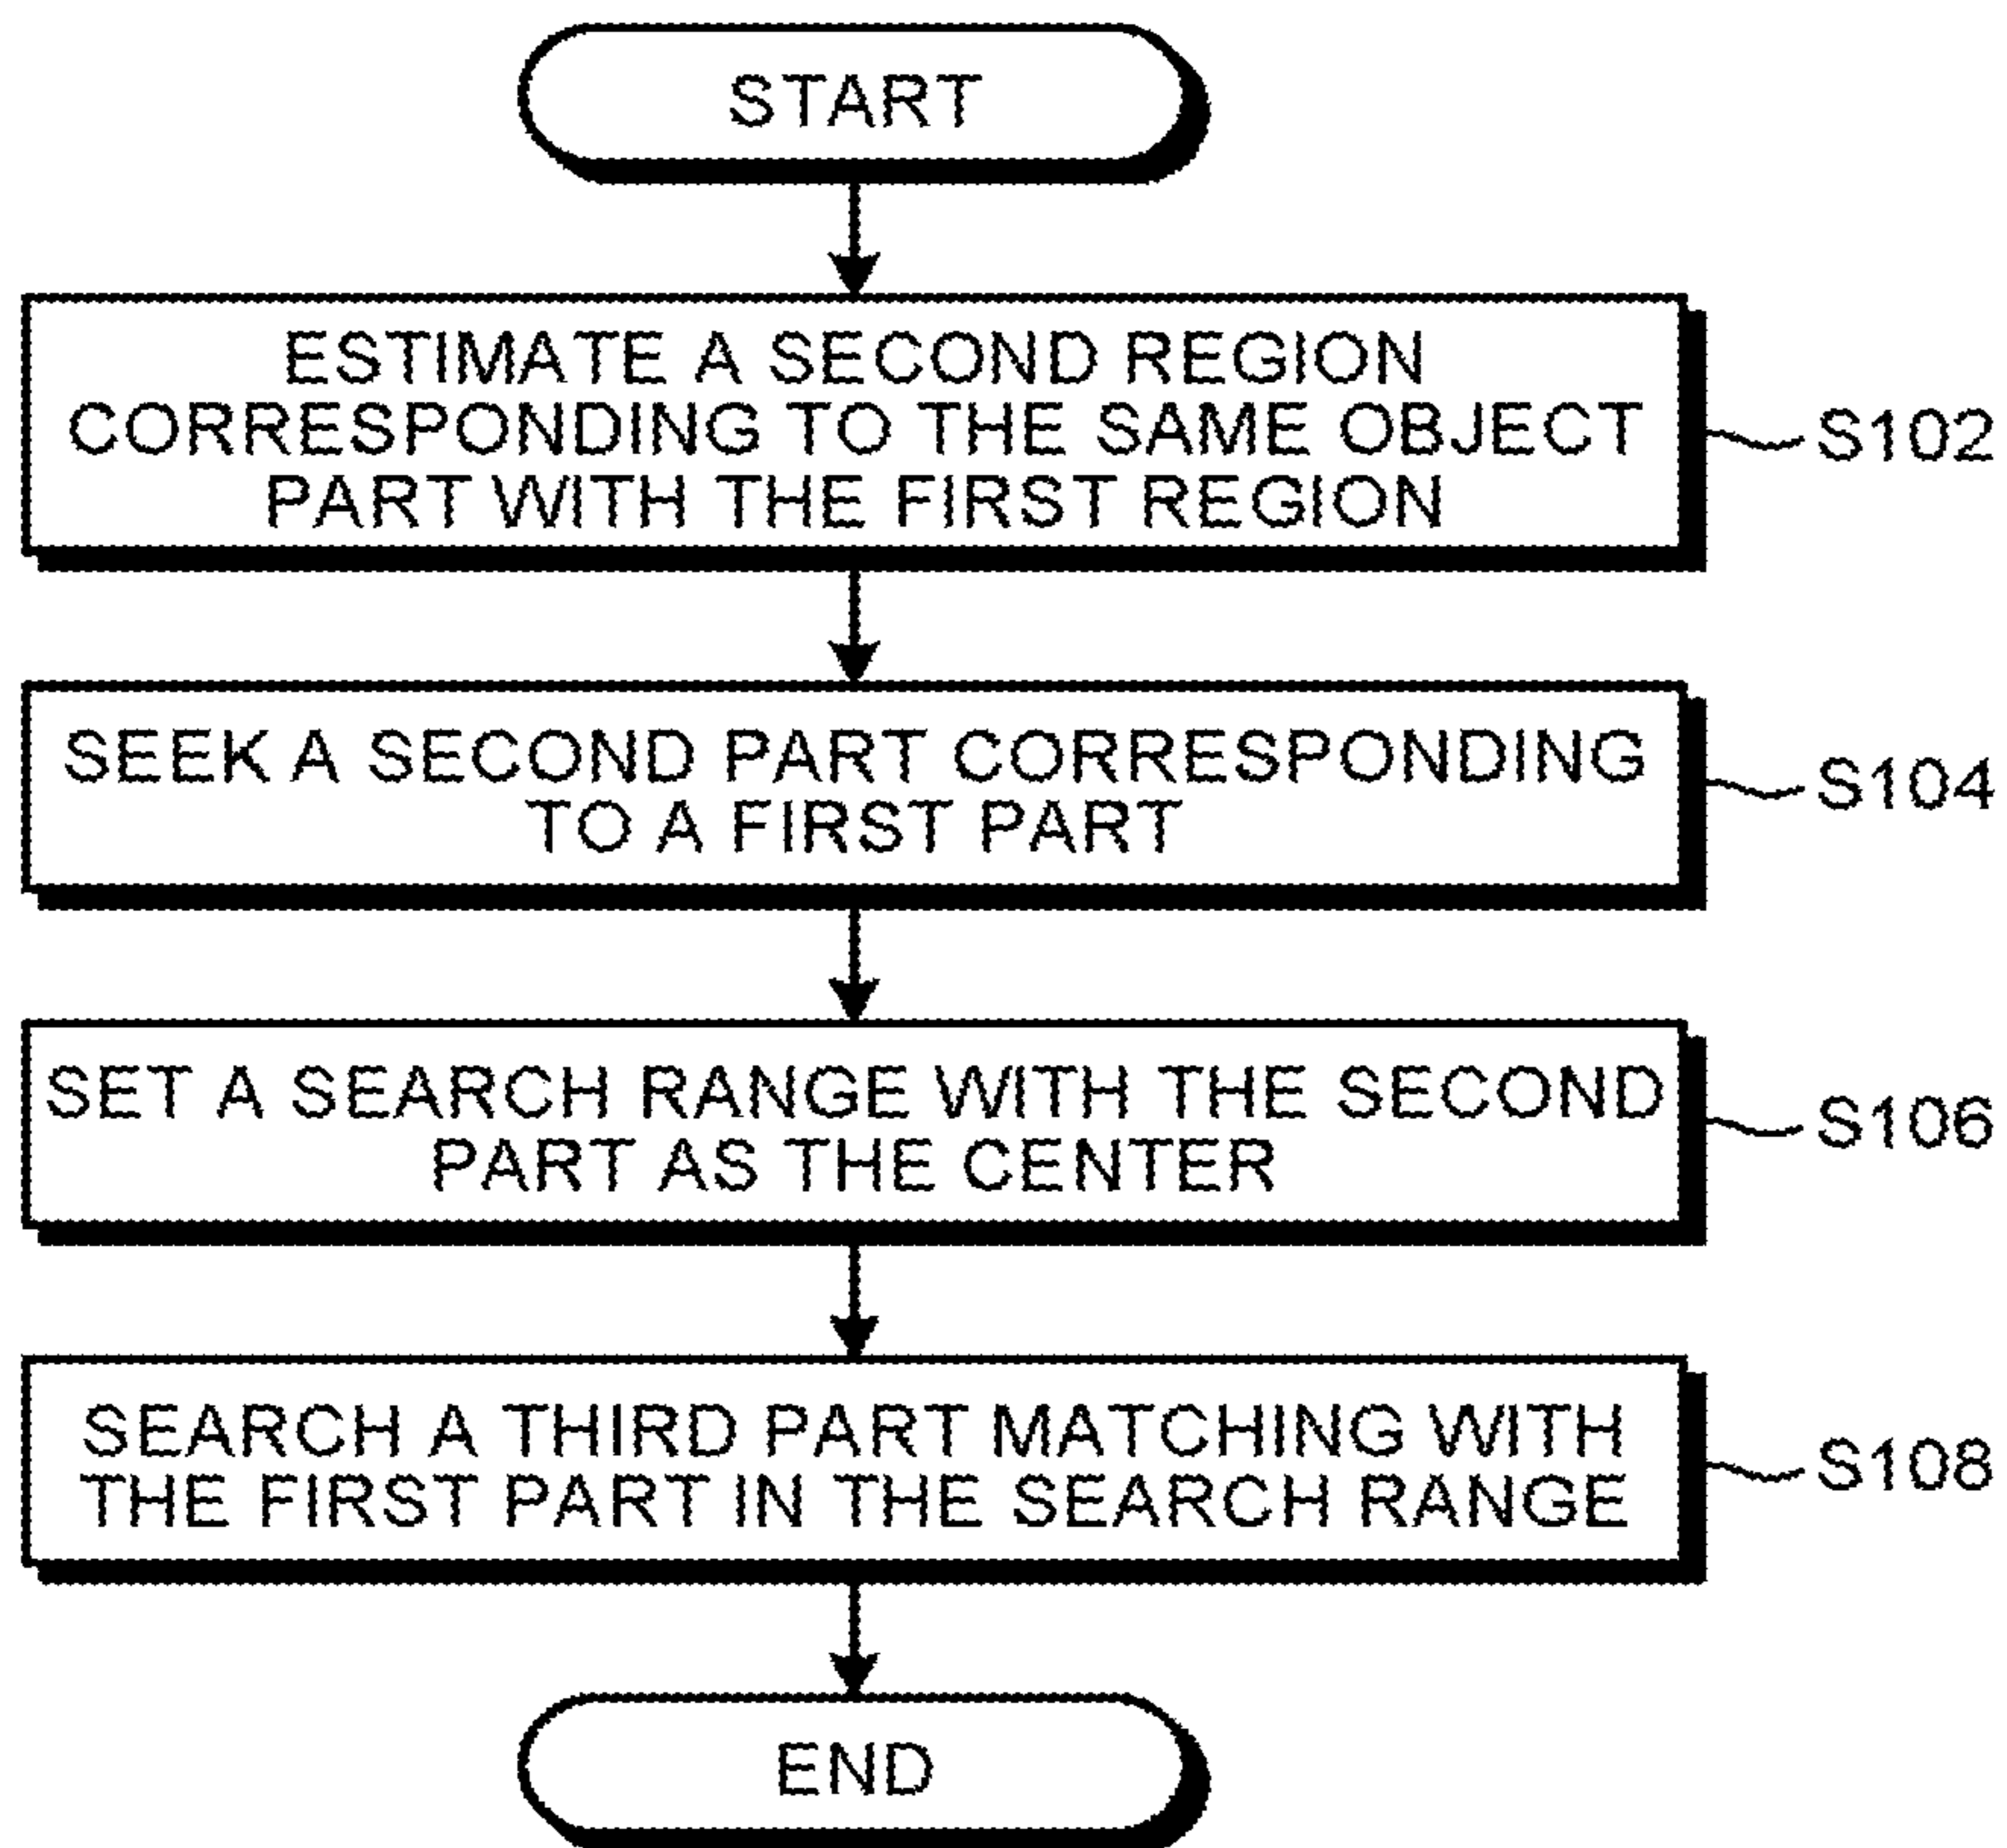 START
ESTIMATE A SECOND REGION
CORRESPONDING TO THE SAME OBJECT
PART WITH THE FIRST REGION
S102
SEEK A SECOND PART CORRESPONDING
TO A FIRST PART
S104
SET A SEARCH RANGE WITH THE SECOND
PART AS THE CENTER
S106
SEARCH A THIRD PART MATCHING WITH
THE FIRST PART IN THE SEARCH RANGE
S108
END